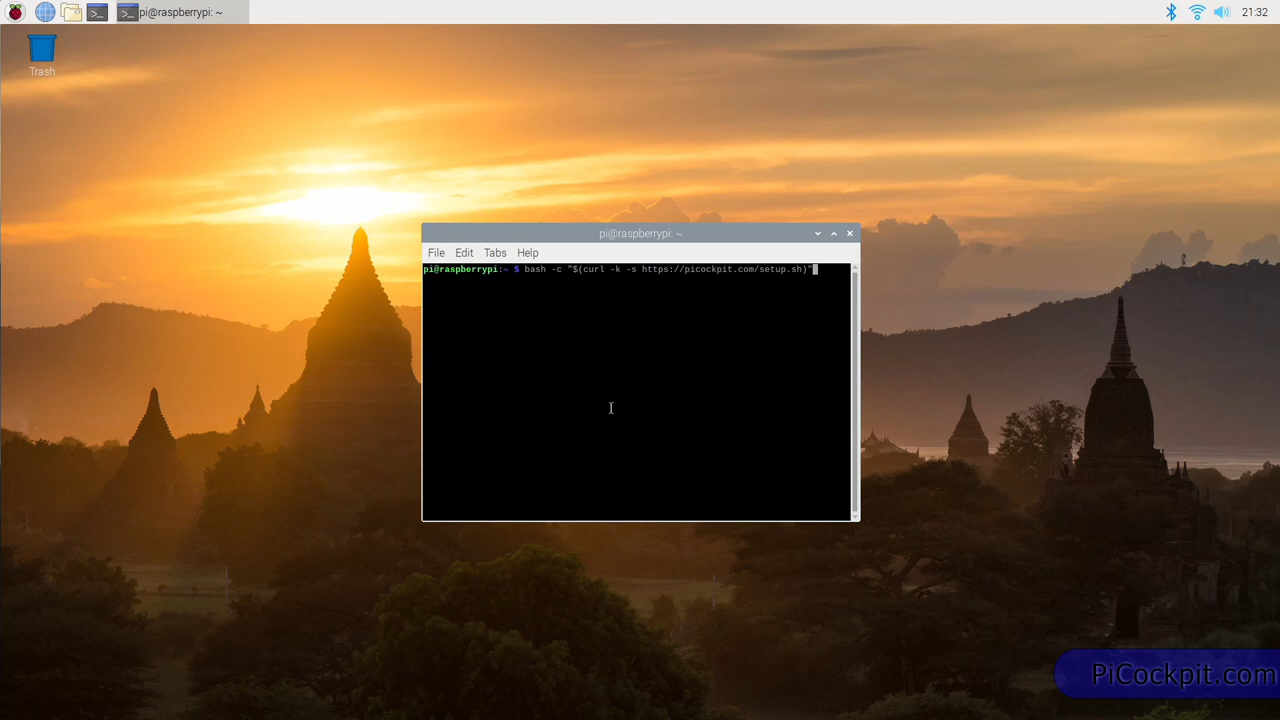 pi@raspberrypi: ~
21:32
Trash
pi@raspberrypi: ~
File Edit Tabs Help
pi@raspberrypi:~ $ bash -c "$(curl -k -s https://picockpit.com/setup.sh)"
PiCockpit.com